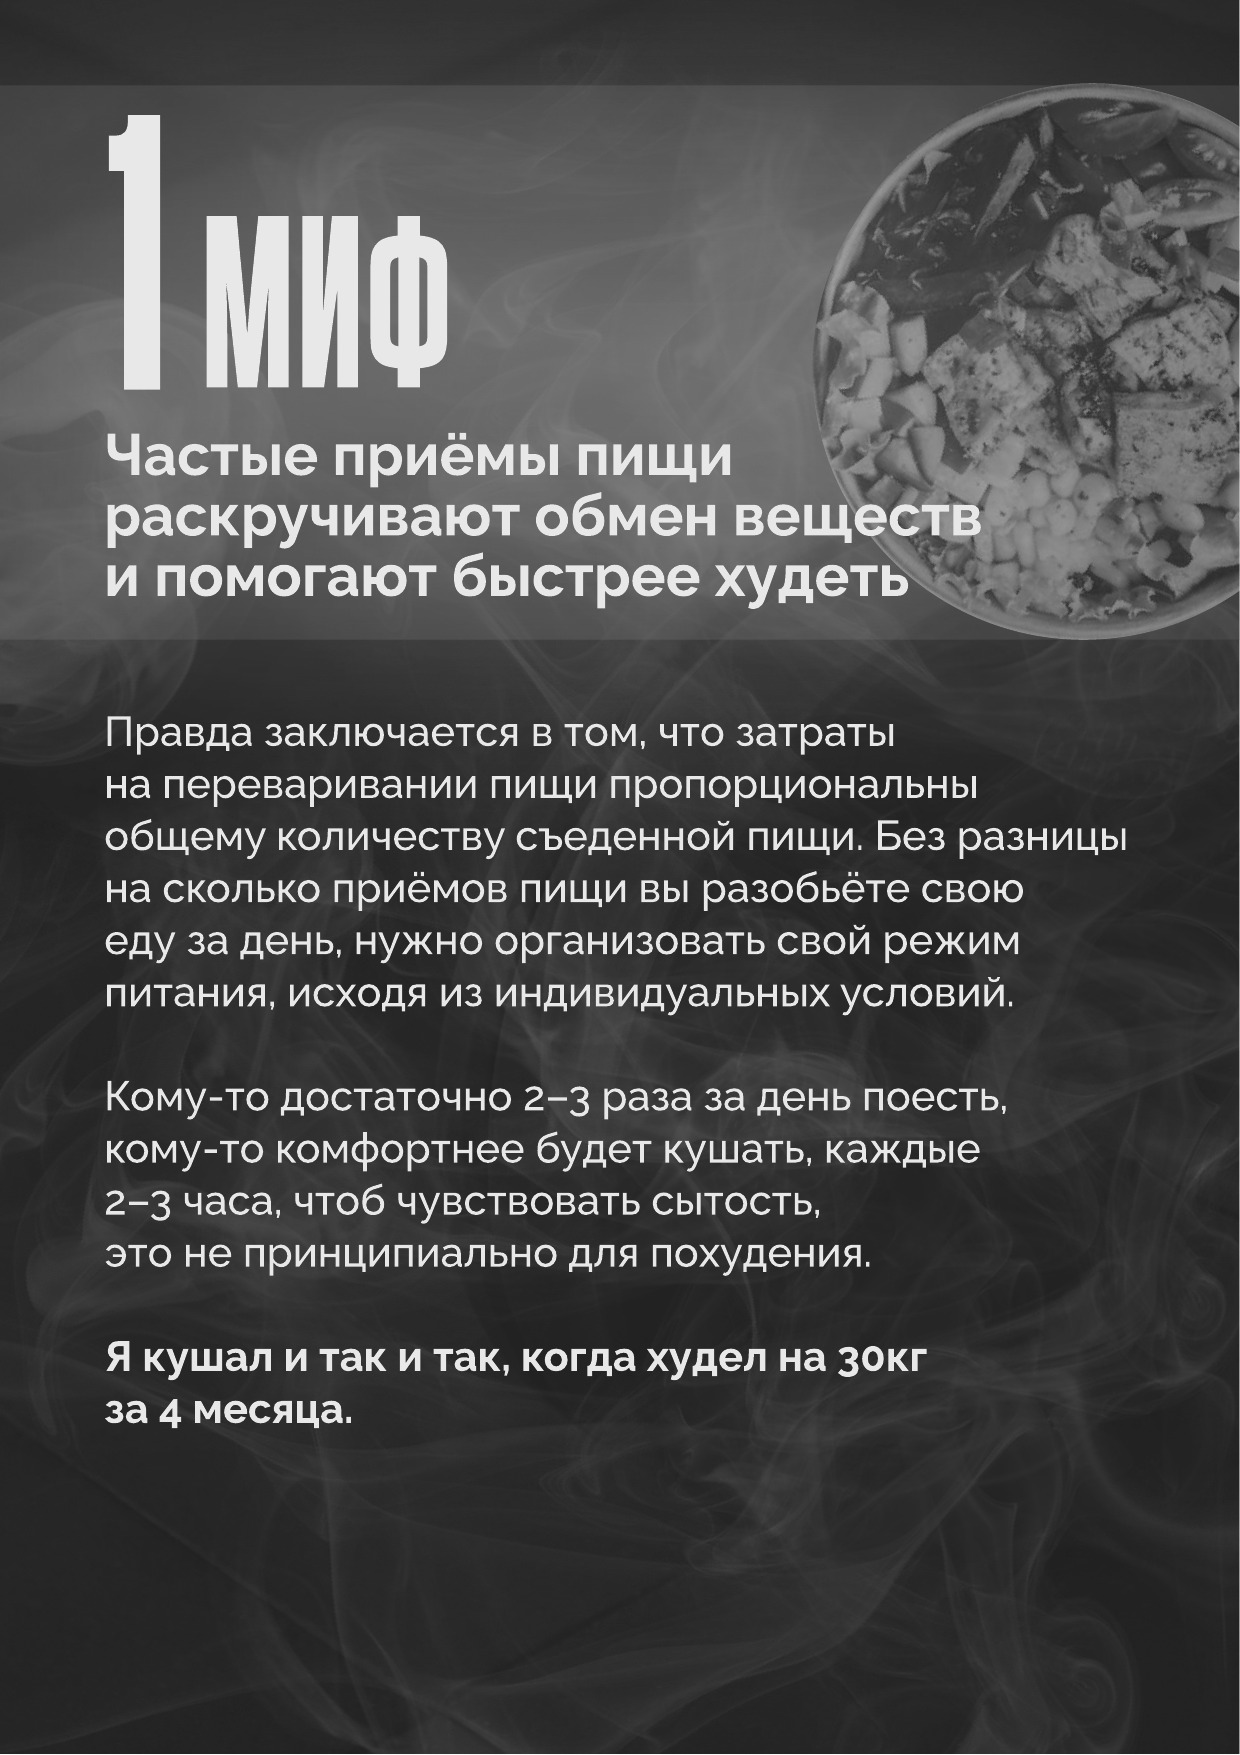 1 МИФ
Частые приёмы пищи
раскручивают обмен веществ
и помогают быстрее худеть
Правда заключается в том, что затраты
на переваривании пищи пропорциональны
общему количеству съеденной пищи. Без разницы
на сколько приёмов пищи вы разобьёте свою
еду за день, нужно организовать свой режим
питания, исходя из индивидуальных условий.
Кому-то достаточно 2–3 раза за день поесть,
кому-то комфортнее будет кушать, каждые
2–3 часа, чтоб чувствовать сытость,
это не принципиально для похудения.
Я кушал и так и так, когда худел на 30кг
за 4 месяца.